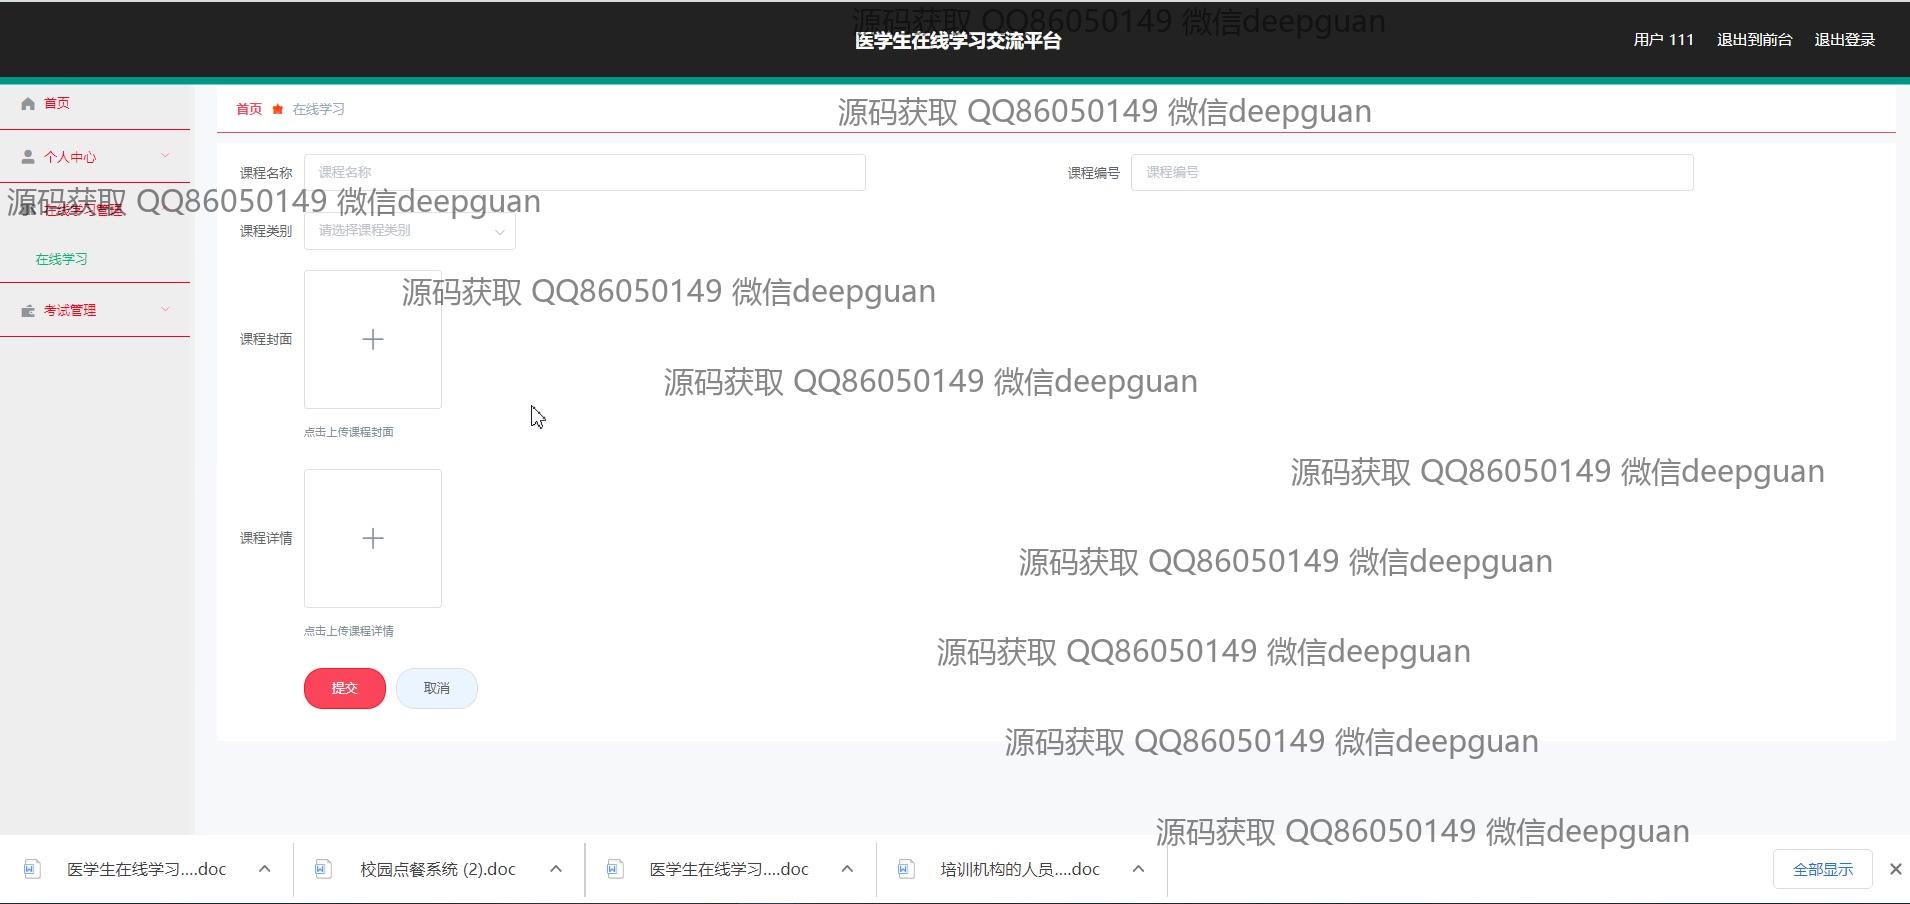 源码获取 QQ86050149 微信deepguan
医学生在线学习交流平台
用户 111 退出到前台 退出登录
首页
首页 在线学习
源码获取 QQ86050149 微信deepguan
个人中心
课程名称 课程名称
课程编号 课程编号
源码获取 QQ86050149 微信deepguan
在线学习管理
课程类别 请选择课程类别
在线学习
源码获取 QQ86050149 微信deepguan
考试管理
课程封面
源码获取 QQ86050149 微信deepguan
点击上传课程封面
源码获取 QQ86050149 微信deepguan
课程详情
源码获取 QQ86050149 微信deepguan
点击上传课程详情
源码获取 QQ86050149 微信deepguan
提交 取消
源码获取 QQ86050149 微信deepguan
源码获取 QQ86050149 微信deepguan
医学生在线学习....doc
校园点餐系统 (2).doc
医学生在线学习....doc
培训机构的人员....doc
全部显示